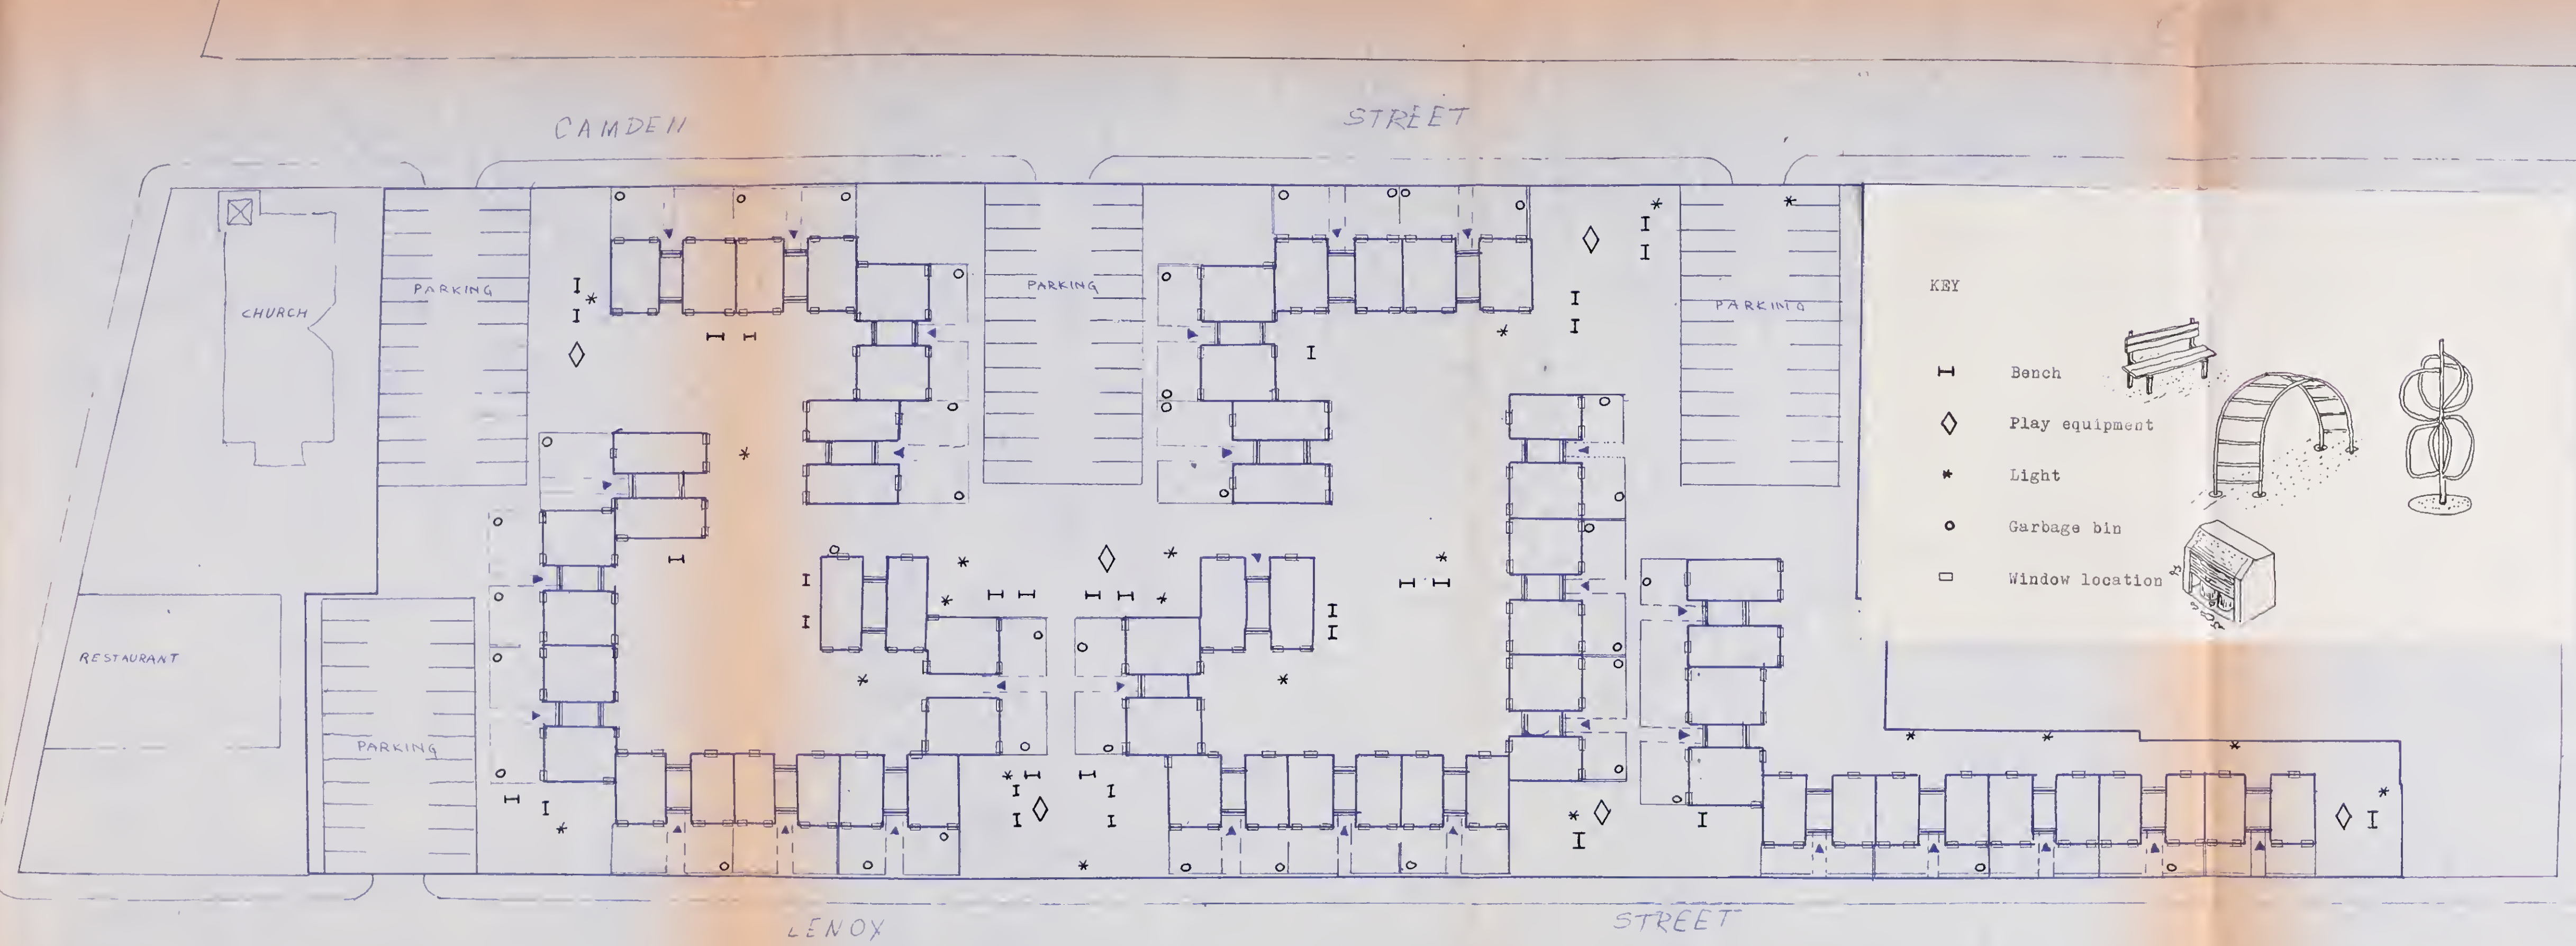 CAMDEN STREET
CHURCH
PARKING
PARKING
PARKING
RESTAURANT
PARKING
KEY
Bench
Play equipment
Light
Garbage bin
Window location
LENOX STREET